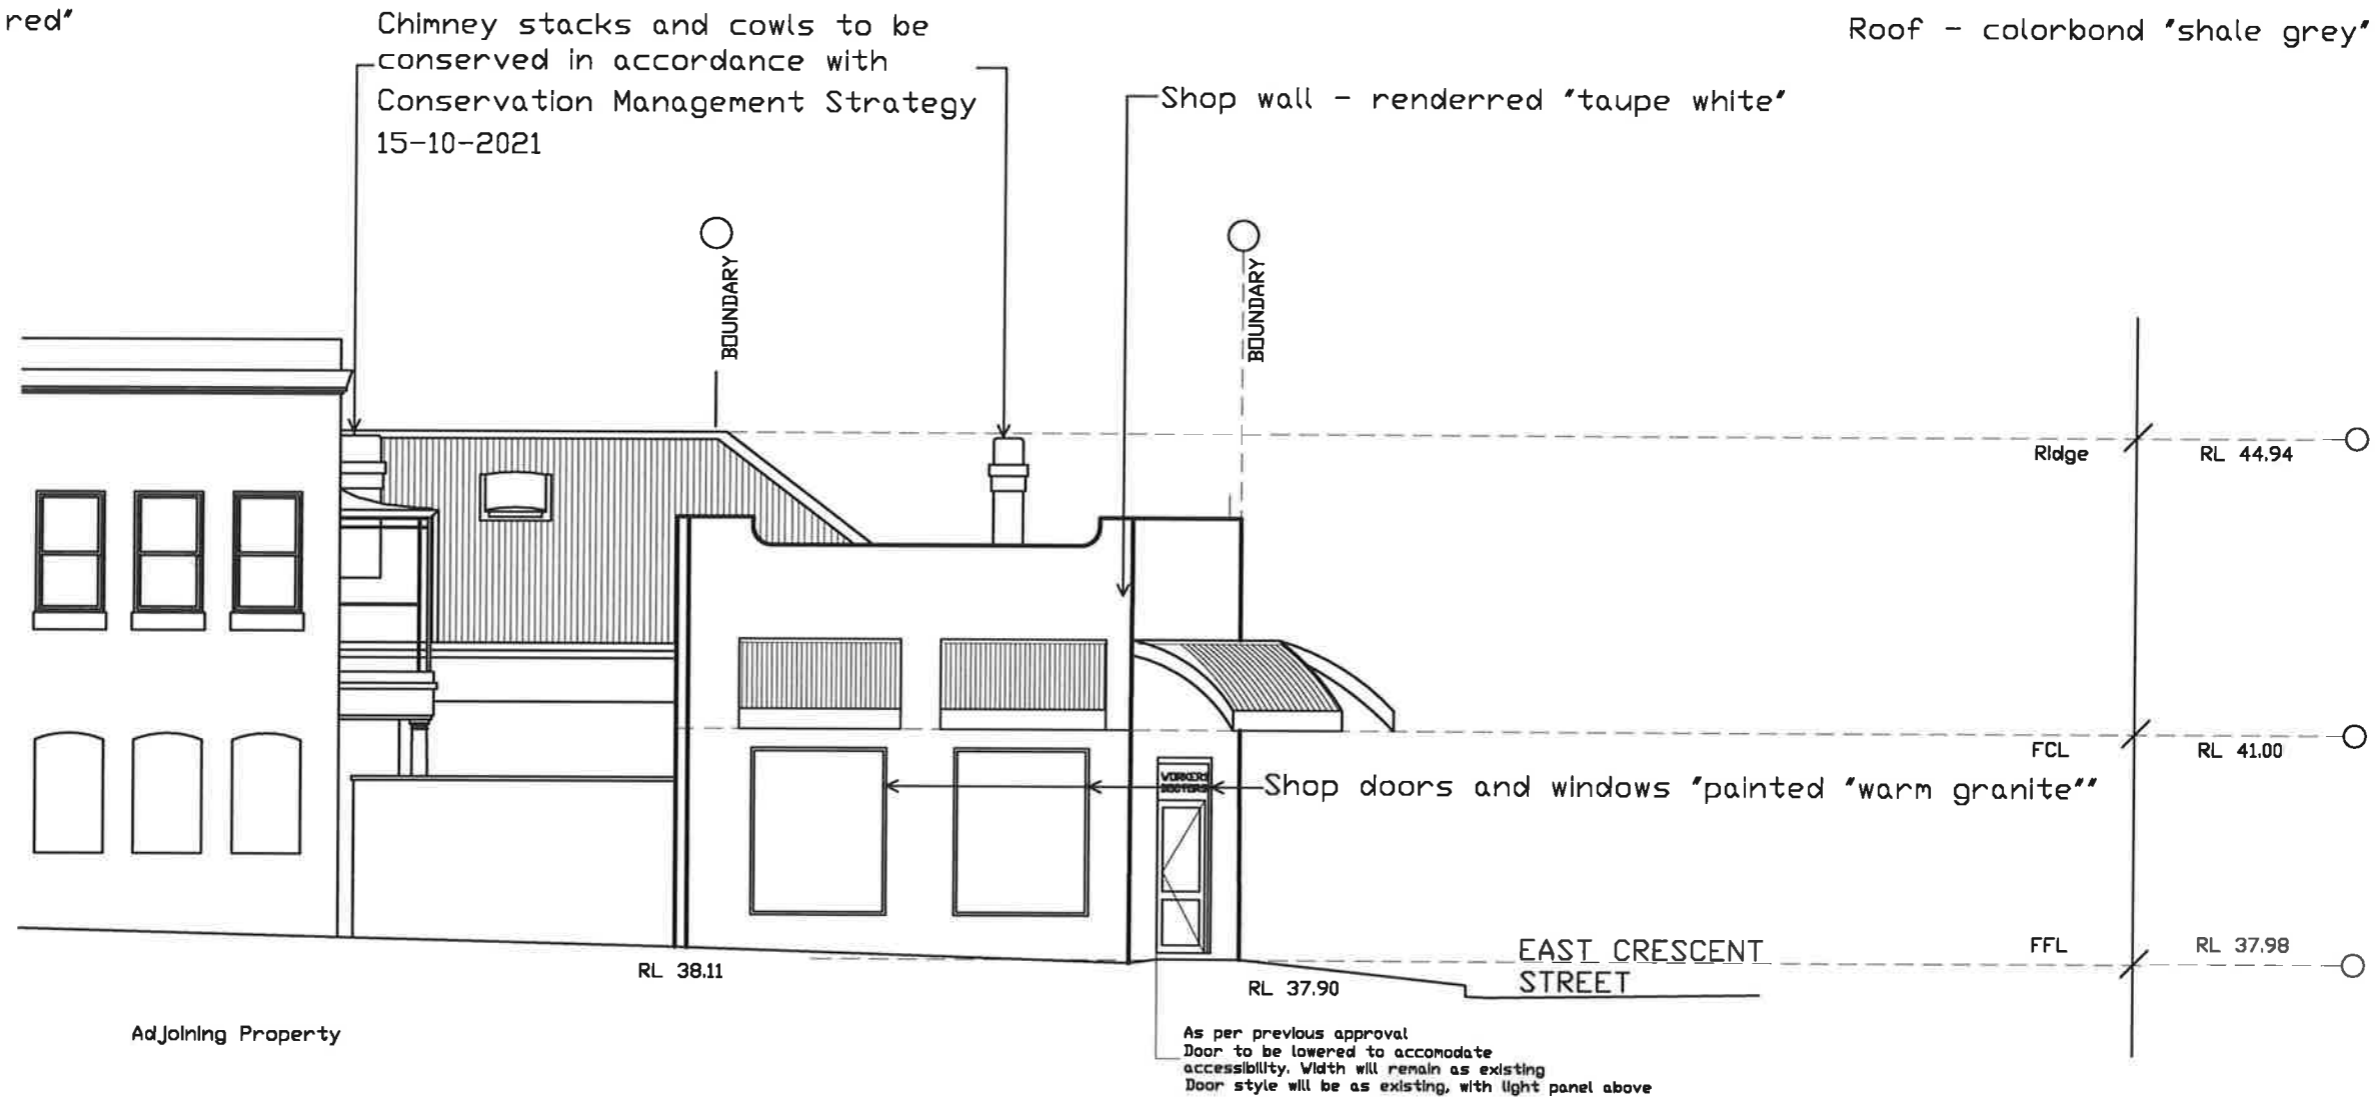 red"
Chimney stacks and cowls to be
conserved in accordance with
Conservation Management Strategy
15-10-2021
Roof - colorbond "shale grey"
Shop wall - renderred "taupe white"
BOUNDARY
BOUNDARY
Ridge
RL 44.94
FCL
RL 41.00
WORKERS
DOCTORS
Shop doors and windows "painted "warm granite""
EAST CRESCENT
STREET
FFL
RL 37.98
RL 38.11
RL 37.90
Adjoining Property
As per previous approval
Door to be lowered to accomodate
accessibility. Width will remain as existing
Door style will be as existing, with light panel above